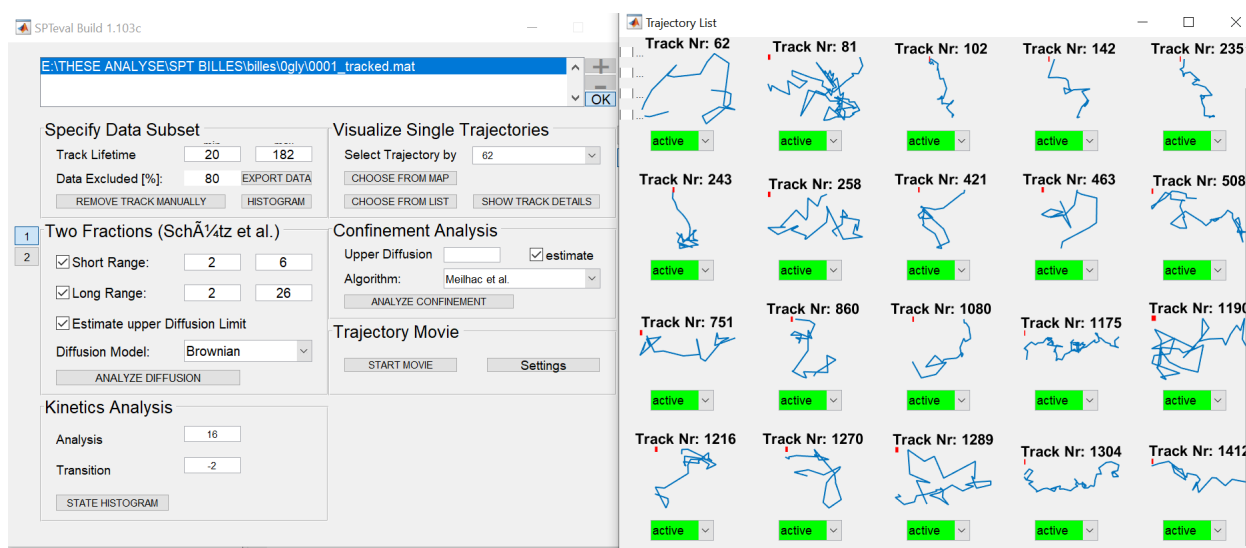 SPTeval Build 1.103c
E:\THESE ANALYSE\SPT BILLES\billes\0gly\0001_tracked.mat
OK
Specify Data Subset
Track Lifetime 20 182
Data Excluded [%]: 80 EXPORT DATA
REMOVE TRACK MANUALLY HISTOGRAM
1
2
Two Fractions (SchÃ¼tz et al.)
Short Range: 2 6
Long Range: 2 26
Estimate upper Diffusion Limit
Diffusion Model: Brownian
ANALYZE DIFFUSION
Kinetics Analysis
Analysis 16
Transition -2
STATE HISTOGRAM
Visualize Single Trajectories
Select Trajectory by 62
CHOOSE FROM MAP
CHOOSE FROM LIST SHOW TRACK DETAILS
Confinement Analysis
Upper Diffusion estimate
Algorithm: Meilhac et al.
ANALYZE CONFINEMENT
Trajectory Movie
START MOVIE Settings
Trajectory List
...
...
...
...
Track Nr: 62 Track Nr: 81 Track Nr: 102 Track Nr: 142 Track Nr: 235
active active active active active
Track Nr: 243 Track Nr: 258 Track Nr: 421 Track Nr: 463 Track Nr: 508
active active active active active
Track Nr: 751 Track Nr: 860 Track Nr: 1080 Track Nr: 1175 Track Nr: 1190
active active active active active
Track Nr: 1216 Track Nr: 1270 Track Nr: 1289 Track Nr: 1304 Track Nr: 1412
active active active active active